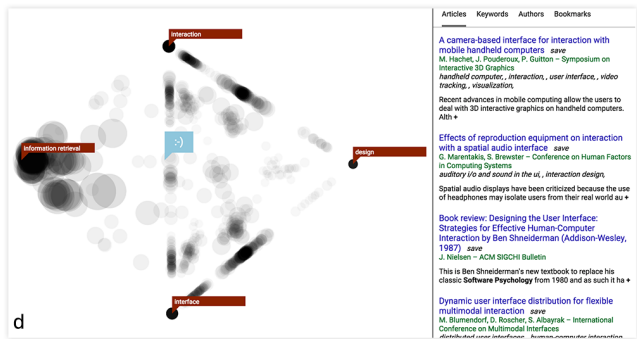 Articles Keywords Authors Bookmarks
interaction
:-)
information retrieval
design
interface
d
A camera-based interface for interaction with
mobile handheld computers save
M. Hachet, J. Pouderoux, P. Guitton – Symposium on
Interactive 3D Graphics
handheld computer, , interaction, , user interface, , video
tracking, , visualization,
Recent advances in mobile computing allow the users to
deal with 3D interactive graphics on handheld computers.
Alth +
Effects of reproduction equipment on interaction
with a spatial audio interface save
G. Marentakis, S. Brewster – Conference on Human Factors
in Computing Systems
auditory i/o and sound in the ui, , interaction design,
Spatial audio displays have been criticized because the use
of headphones may isolate users from their real world au +
Book review: Designing the User Interface:
Strategies for Effective Human-Computer
Interaction by Ben Shneiderman (Addison-Wesley,
1987) save
J. Nielsen – ACM SIGCHI Bulletin
This is Ben Shneiderman's new textbook to replace his
classic Software Psychology from 1980 and as such it ha +
Dynamic user interface distribution for flexible
multimodal interaction save
M. Blumendorf, D. Roscher, S. Albayrak – International
Conference on Multimodal Interfaces
distributed user interfaces, , human-computer interaction,